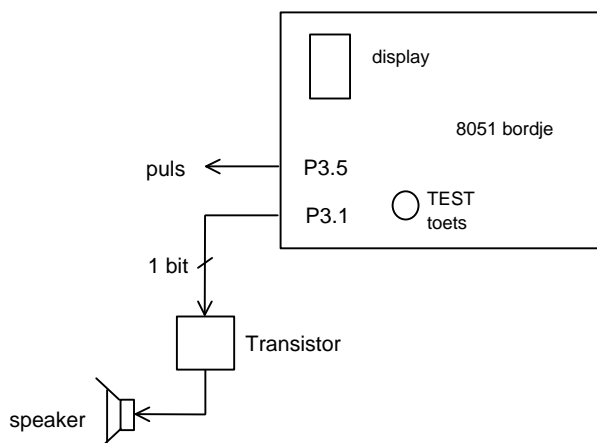 display
8051 bordje
puls
P3.5
TEST
toets
P3.1
1 bit
Transistor
speaker